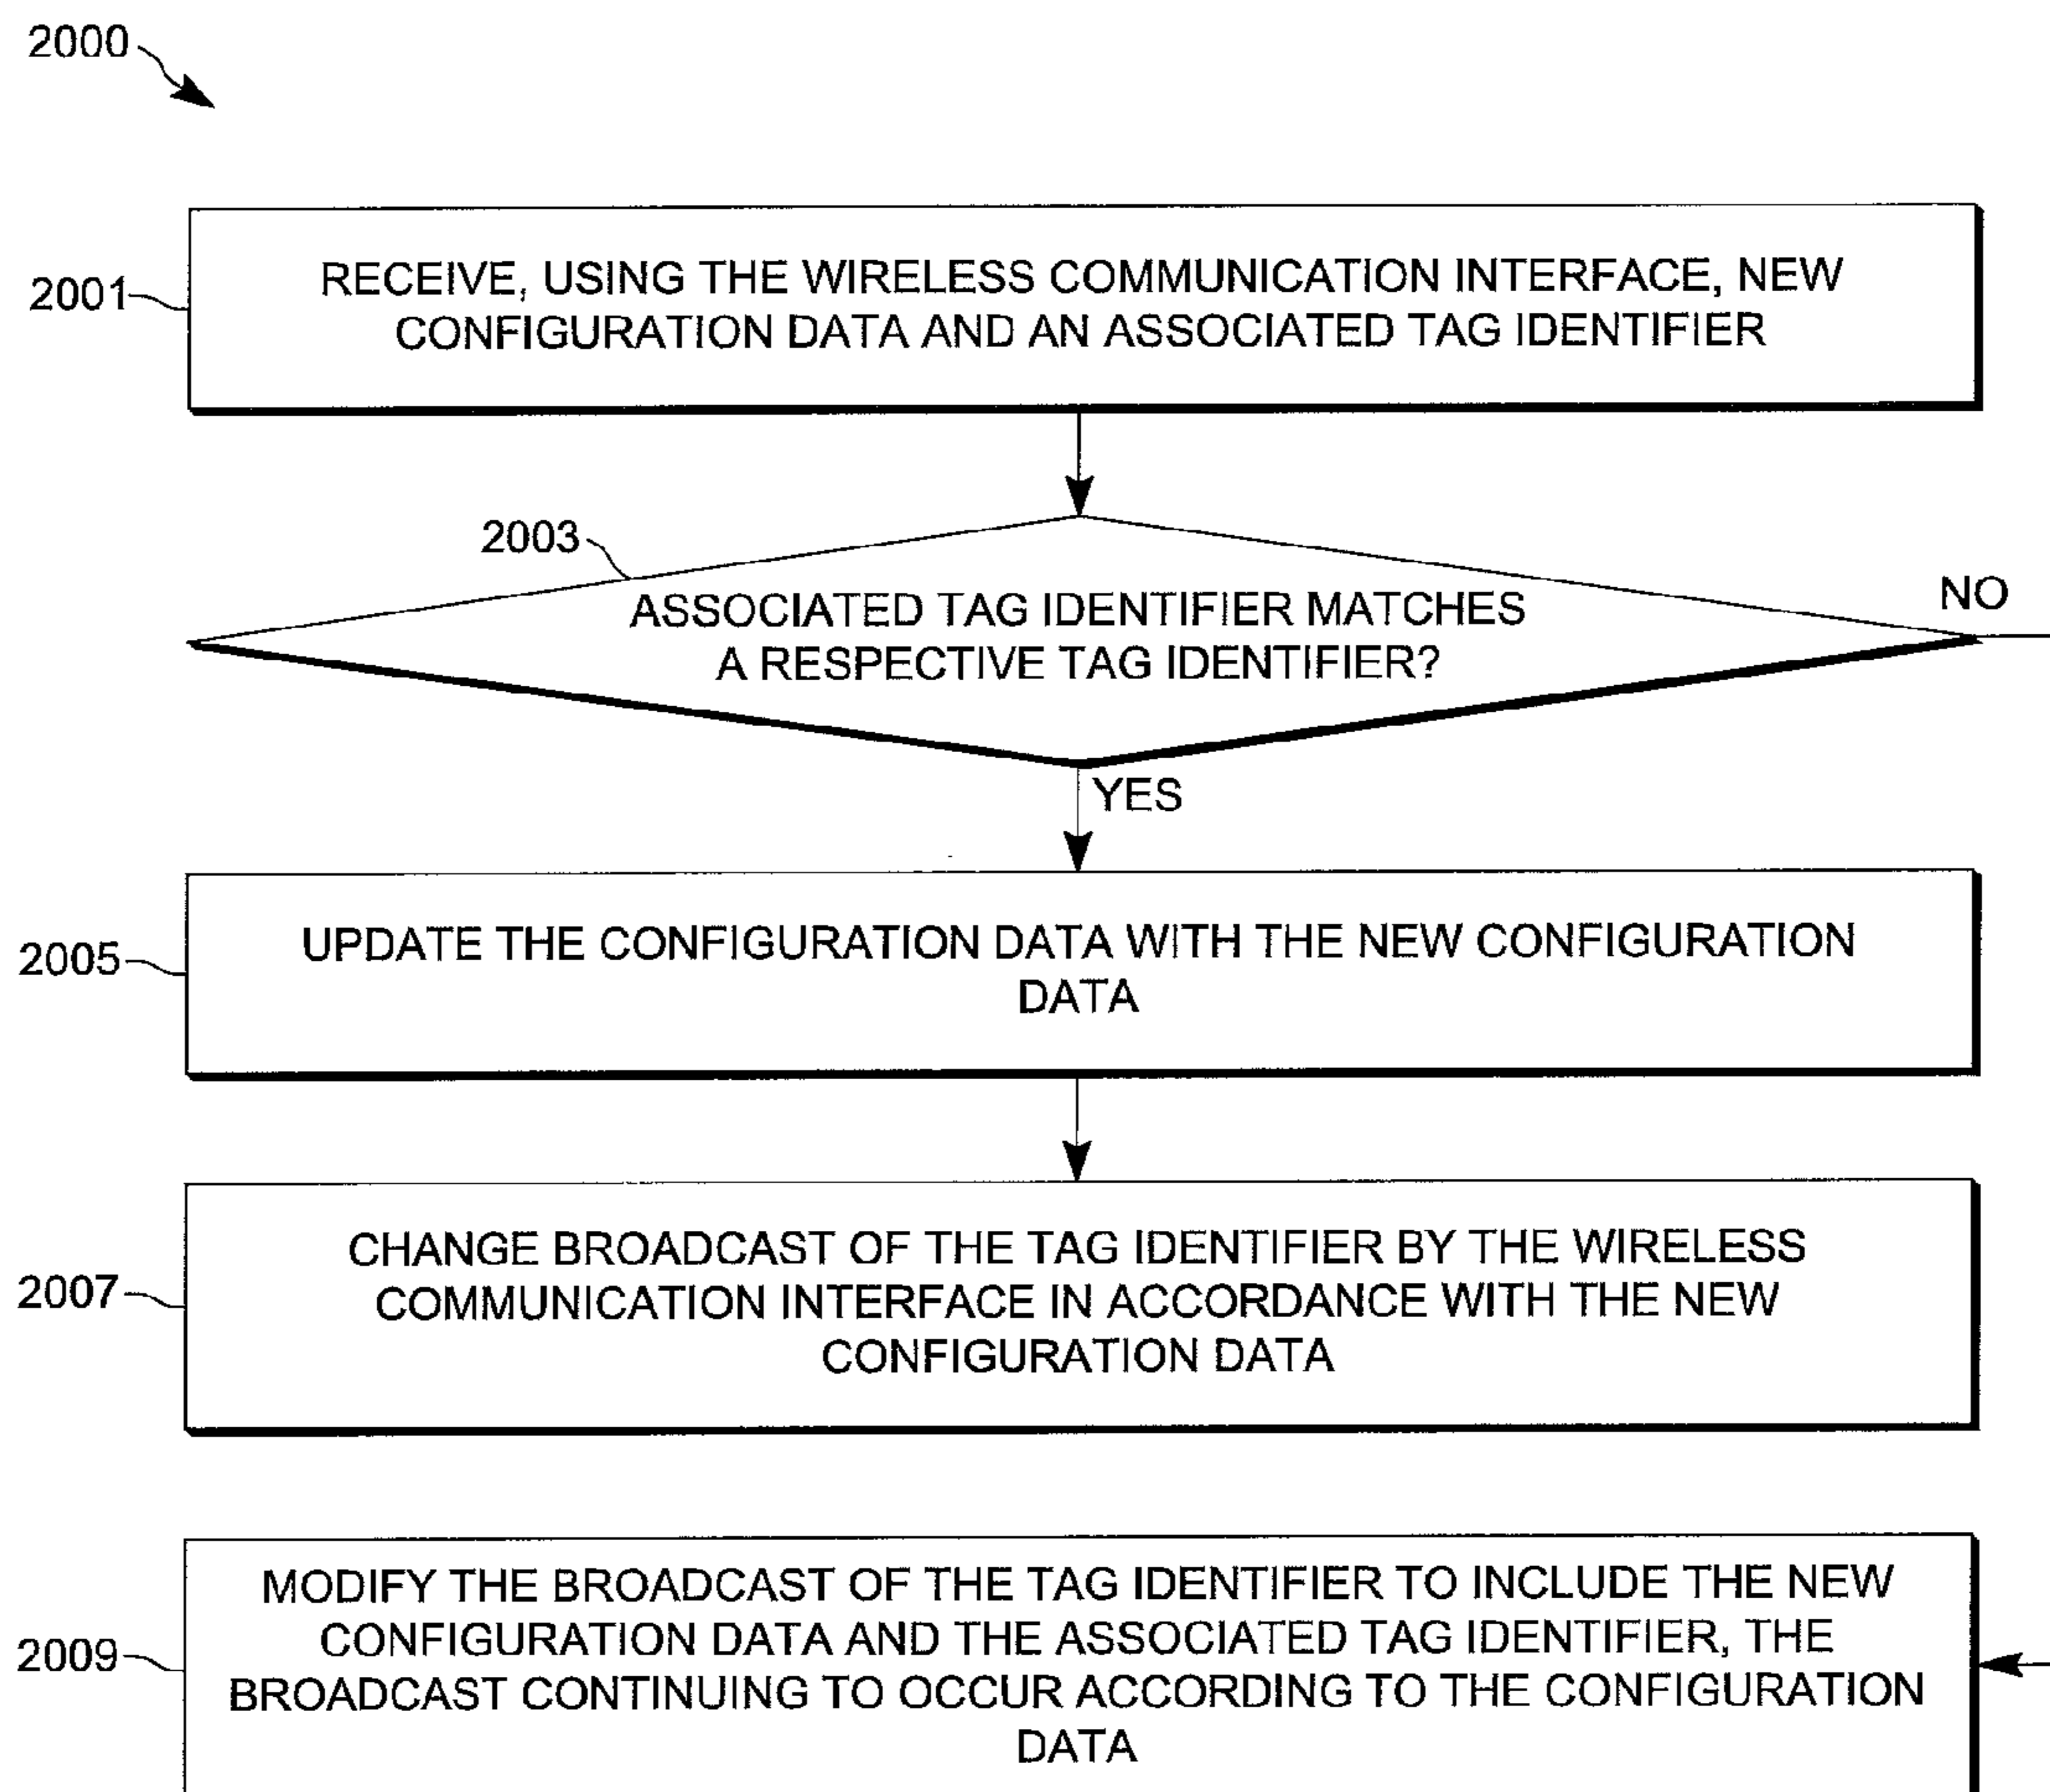 2000
2001
RECEIVE, USING THE WIRELESS COMMUNICATION INTERFACE, NEW
CONFIGURATION DATA AND AN ASSOCIATED TAG IDENTIFIER
2003
ASSOCIATED TAG IDENTIFIER MATCHES
A RESPECTIVE TAG IDENTIFIER?
NO
YES
2005
UPDATE THE CONFIGURATION DATA WITH THE NEW CONFIGURATION
DATA
2007
CHANGE BROADCAST OF THE TAG IDENTIFIER BY THE WIRELESS
COMMUNICATION INTERFACE IN ACCORDANCE WITH THE NEW
CONFIGURATION DATA
2009
MODIFY THE BROADCAST OF THE TAG IDENTIFIER TO INCLUDE THE NEW
CONFIGURATION DATA AND THE ASSOCIATED TAG IDENTIFIER, THE
BROADCAST CONTINUING TO OCCUR ACCORDING TO THE CONFIGURATION
DATA